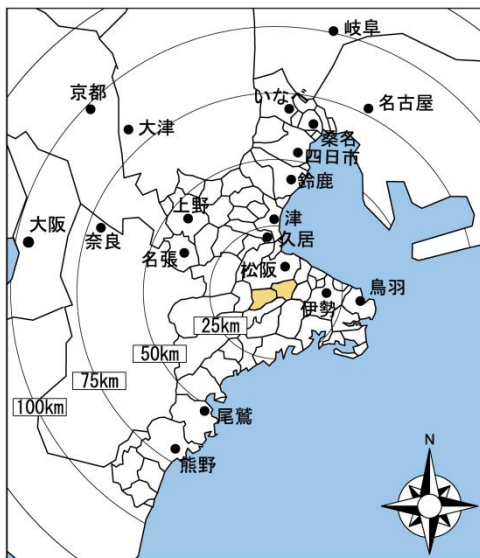 岐阜
京都
いなべ
名古屋
大津
桑名
四日市
鈴鹿
上野
津
大阪
奈良
久居
名張
松阪
鳥羽
伊勢
25km
50km
75km
100km
尾鷲
熊野
N